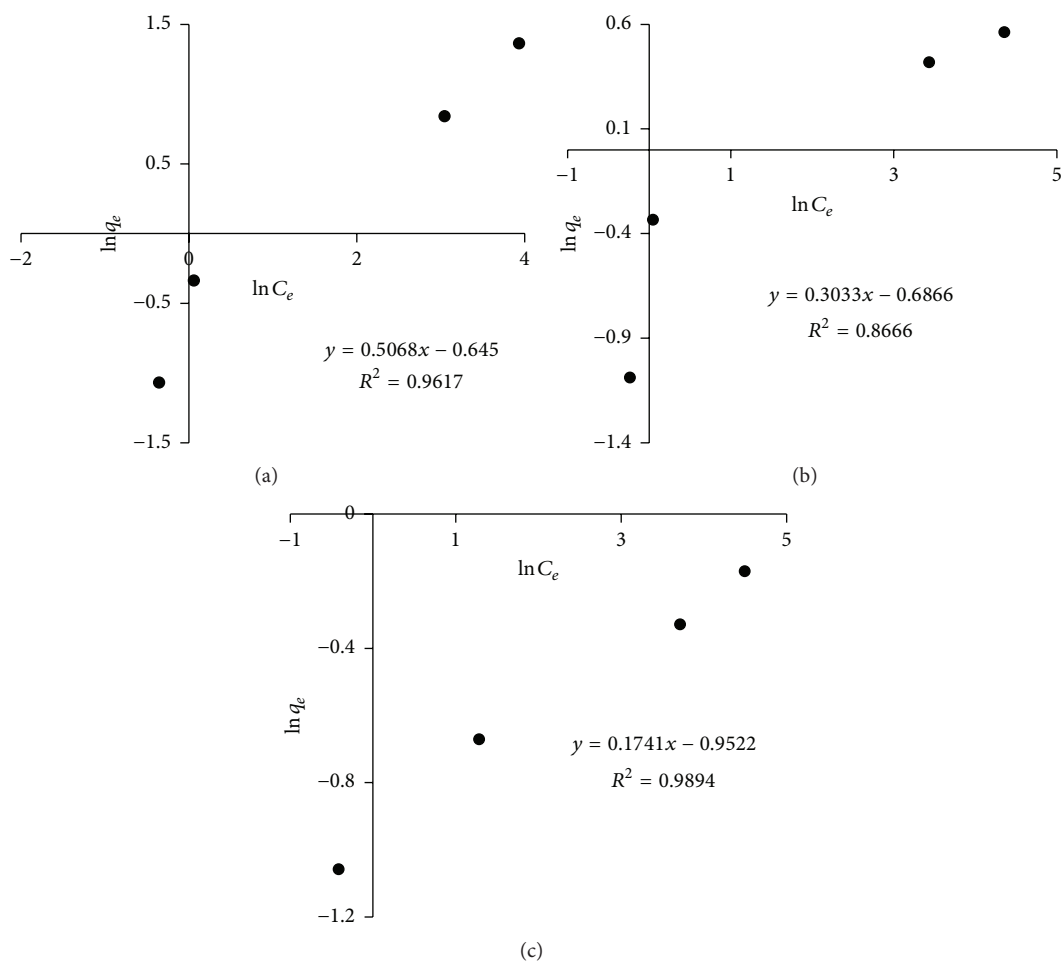 1.5
0.5
−0.5
−1.5
−2
0
2
4
ln q_e
ln C_e
y = 0.5068x − 0.645
R² = 0.9617
(a)
0.6
0.1
−0.4
−0.9
−1.4
−1
1
3
5
ln q_e
ln C_e
y = 0.3033x − 0.6866
R² = 0.8666
(b)
0
−0.4
−0.8
−1.2
−1
1
3
5
ln q_e
ln C_e
y = 0.1741x − 0.9522
R² = 0.9894
(c)